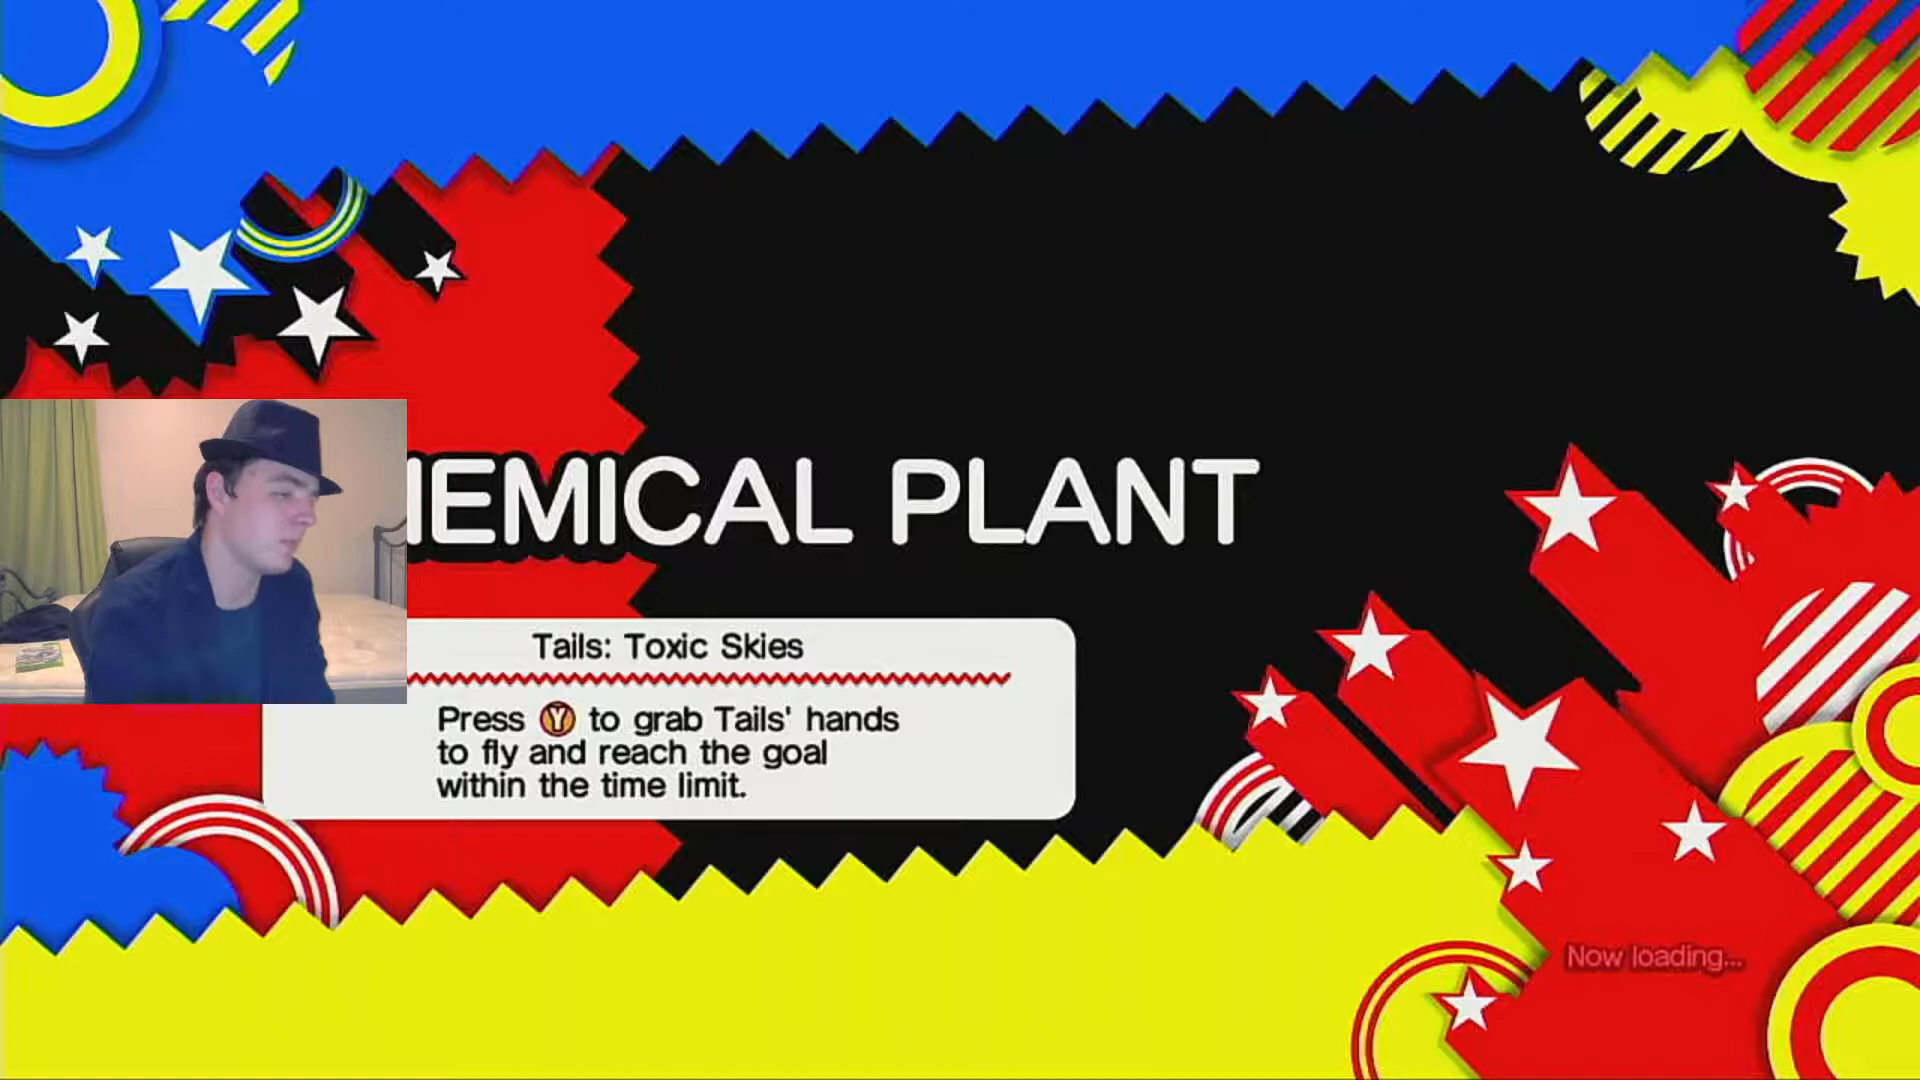 HEMICAL PLANT
Tails: Toxic Skies
Press Y to grab Tails' hands
to fly and reach the goal
within the time limit.
Now loading...